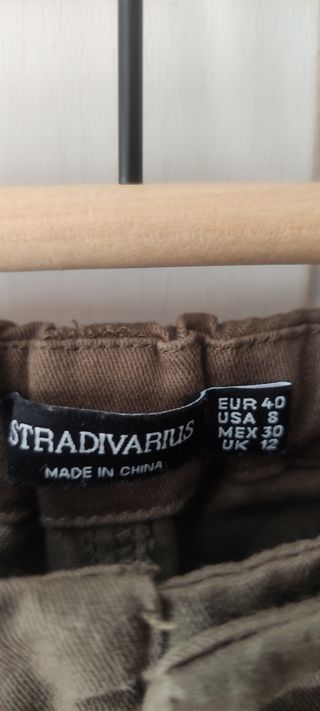 STRADIVARIUS
MADE IN CHINA
EUR 40
USA 8
MEX 30
UK 12